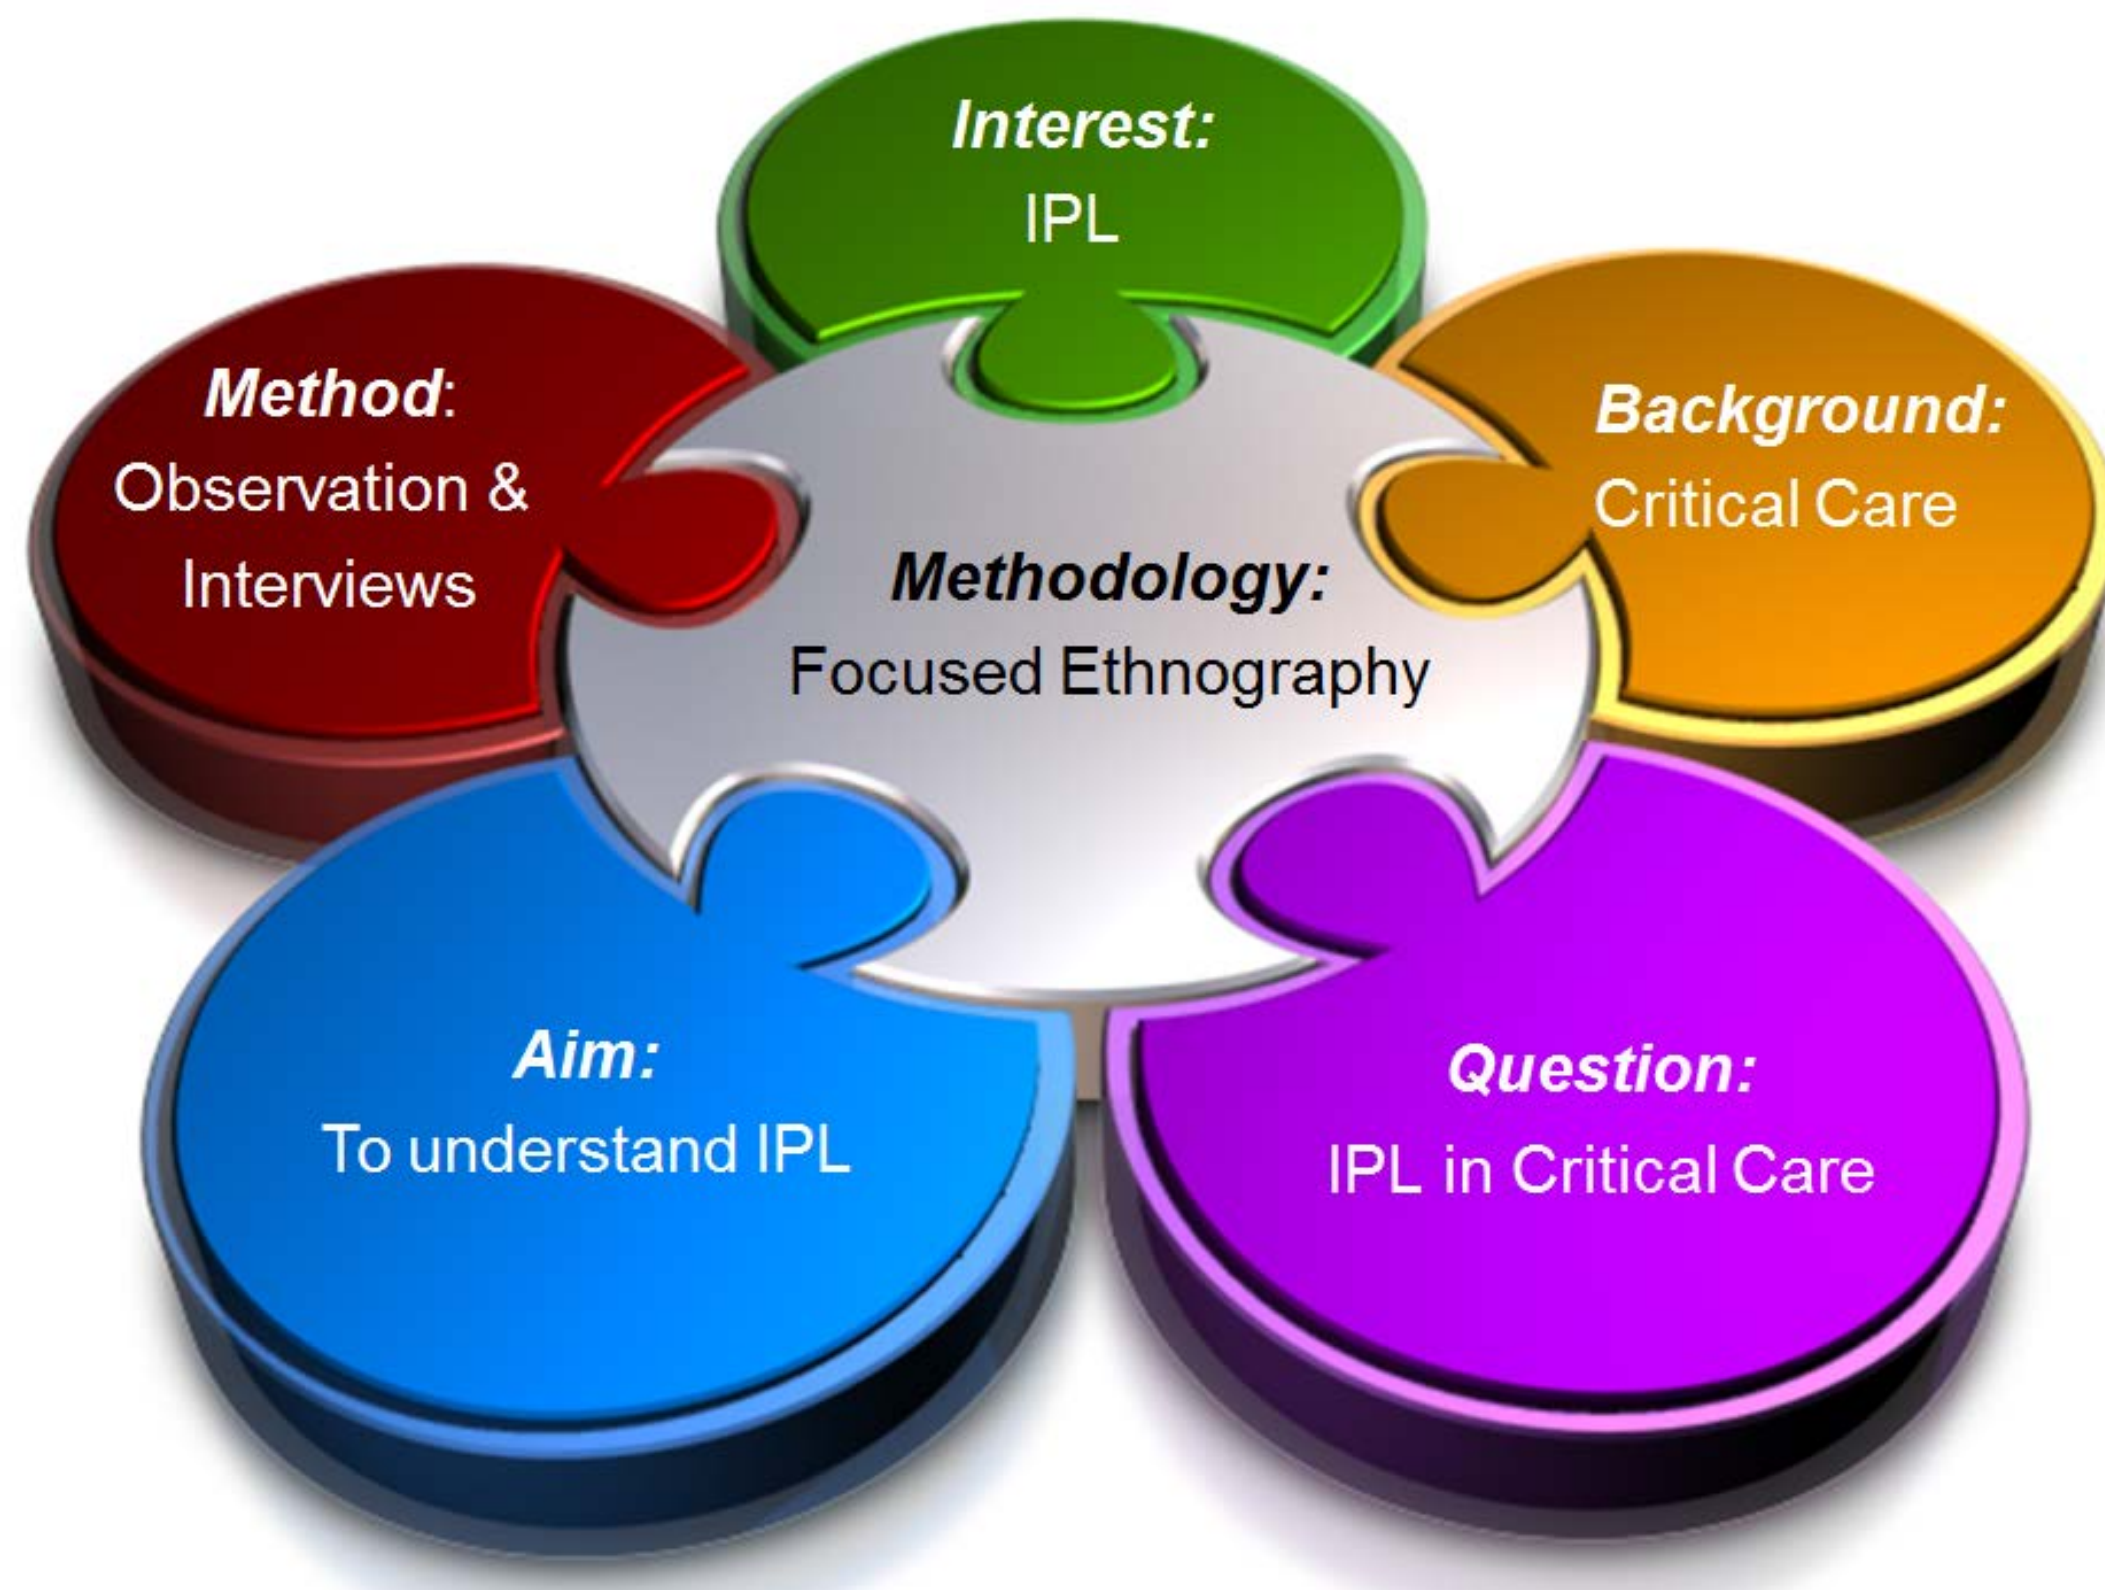 Interest:
IPL
Background:
Critical Care
Method:
Observation &
Interviews
Methodology:
Focused Ethnography
Aim:
To understand IPL
Question:
IPL in Critical Care